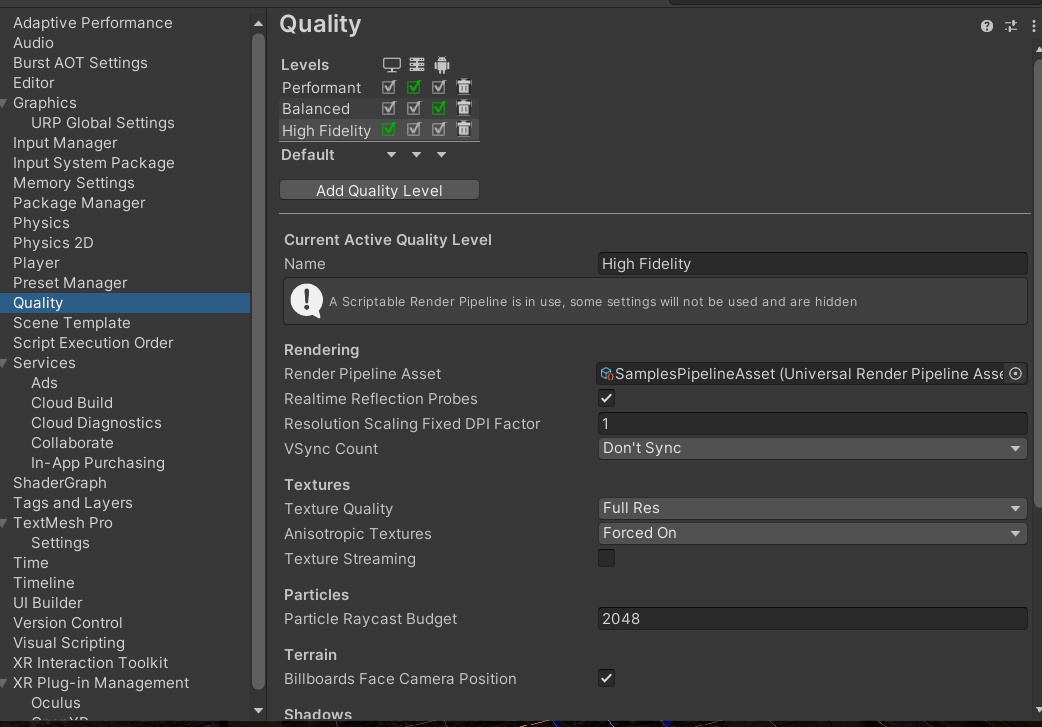 Adaptive Performance
Audio
Burst AOT Settings
Editor
Graphics
URP Global Settings
Input Manager
Input System Package
Memory Settings
Package Manager
Physics
Physics 2D
Player
Preset Manager
Quality
Scene Template
Script Execution Order
Services
Ads
Cloud Build
Cloud Diagnostics
Collaborate
In-App Purchasing
ShaderGraph
Tags and Layers
TextMesh Pro
Settings
Time
Timeline
UI Builder
Version Control
Visual Scripting
XR Interaction Toolkit
XR Plug-in Management
Oculus
OpenXR
Quality
Levels
Performant
Balanced
High Fidelity
Default
Add Quality Level
Current Active Quality Level
Name High Fidelity
A Scriptable Render Pipeline is in use, some settings will not be used and are hidden
Rendering
Render Pipeline Asset SamplesPipelineAsset (Universal Render Pipeline Asse
Realtime Reflection Probes
Resolution Scaling Fixed DPI Factor 1
VSync Count Don't Sync
Textures
Texture Quality Full Res
Anisotropic Textures Forced On
Texture Streaming
Particles
Particle Raycast Budget 2048
Terrain
Billboards Face Camera Position
Shadows